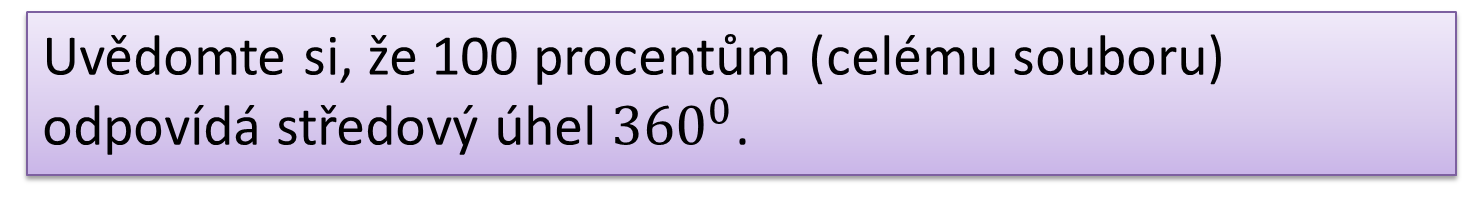 Uvědomte si, že 100 procentům (celému souboru)
odpovídá středový úhel 360⁰.